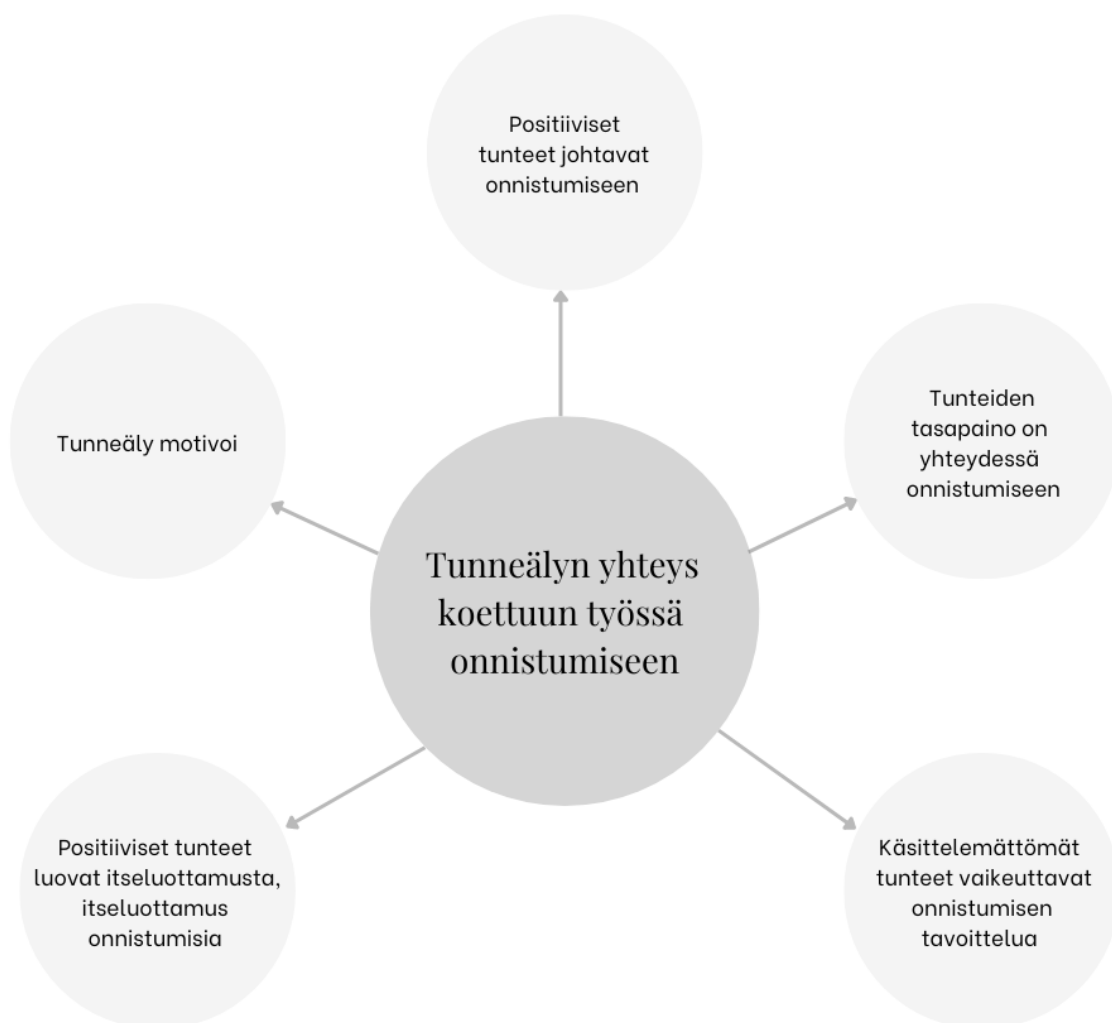 Positiiviset
tunteet johtavat
onnistumiseen
Tunneäly motivoi
Tunteiden
tasapaino on
yhteydessä
onnistumiseen
Tunneälyn yhteys
koettuun työssä
onnistumiseen
Positiiviset tunteet
luovat itseluottamusta,
itseluottamus
onnistumisia
Käsittelemättömät
tunteet vaikeuttavat
onnistumisen
tavoittelua